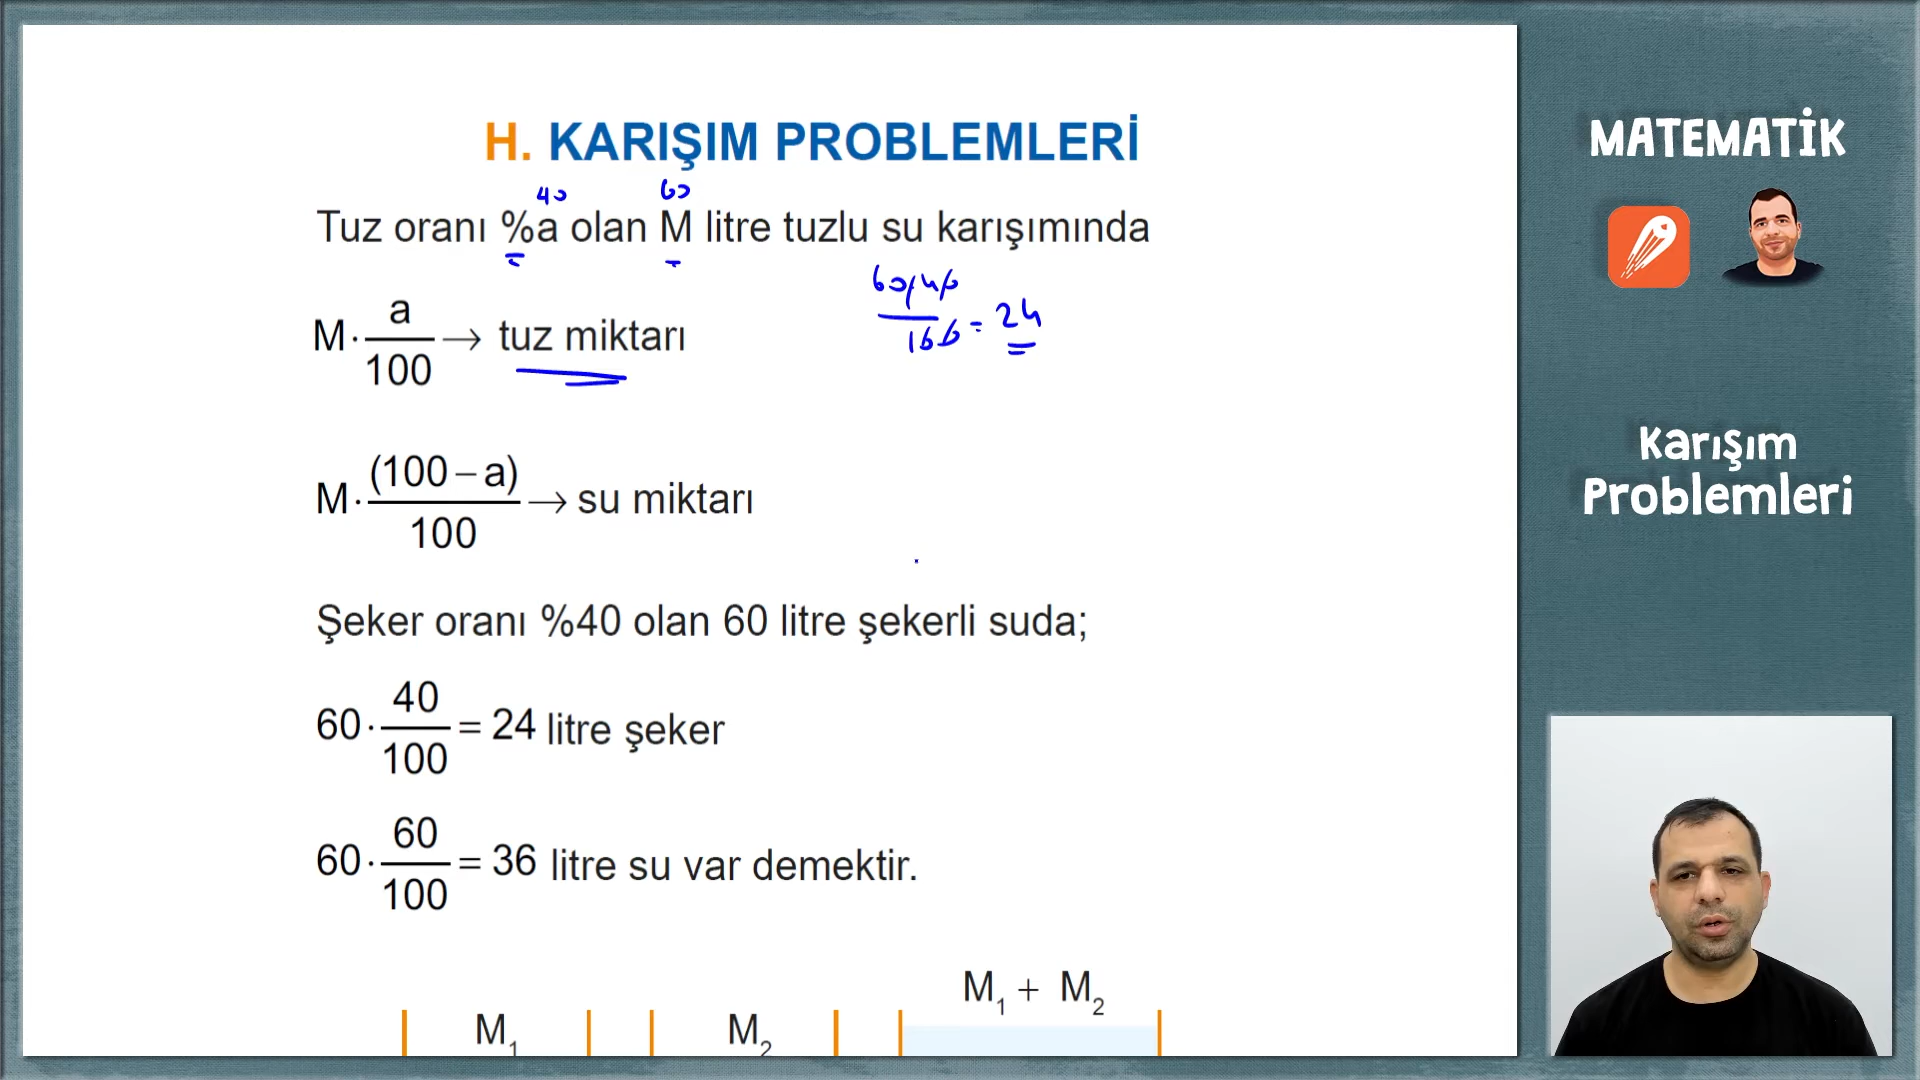 H. KARIŞIM PROBLEMLERİ
40 60
Tuz oranı %a olan M litre tuzlu su karışımında
M · a/100 → tuz miktarı
60.40/100 = 24
M · (100 – a)/100 → su miktarı
Şeker oranı %40 olan 60 litre şekerli suda;
60 · 40/100 = 24 litre şeker
60 · 60/100 = 36 litre su var demektir.
M₁ + M₂
M₁ M₂
MATEMATİK
Karışım
Problemleri